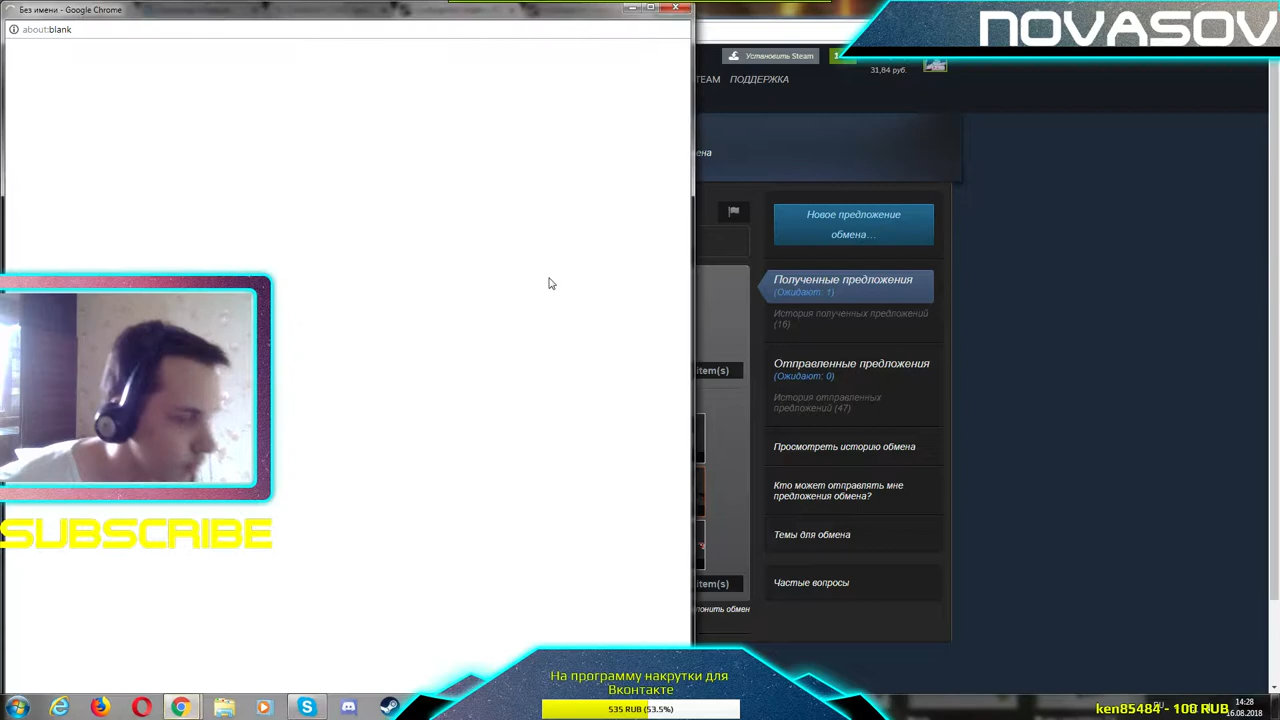 Без имени - Google Chrome
about:blank
NOVASOV
Установить Steam
31,84 руб.
TEAM ПОДДЕРЖКА
ена
Новое предложение
обмена…
Полученные предложения
(Ожидают: 1)
История полученных предложений
(16)
item(s)
Отправленные предложения
(Ожидают: 0)
История отправленных
предложений (47)
Просмотреть историю обмена
Кто может отправлять мне
предложения обмена?
Темы для обмена
item(s)
Частые вопросы
лонить обмен
SUBSCRIBE
На программу накрутки для
Вконтакте
535 RUB (53.5%)
ken85484 - 100 RUB
14:28
16.08.2018